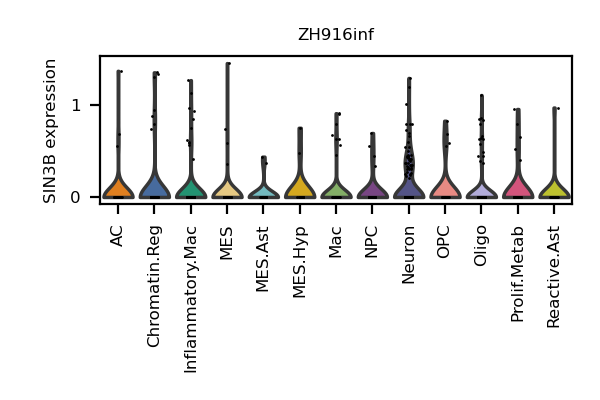 ZH916inf
SIN3B expression
1
0
AC
Chromatin.Reg
Inflammatory.Mac
MES
MES.Ast
MES.Hyp
Mac
NPC
Neuron
OPC
Oligo
Prolif.Metab
Reactive.Ast